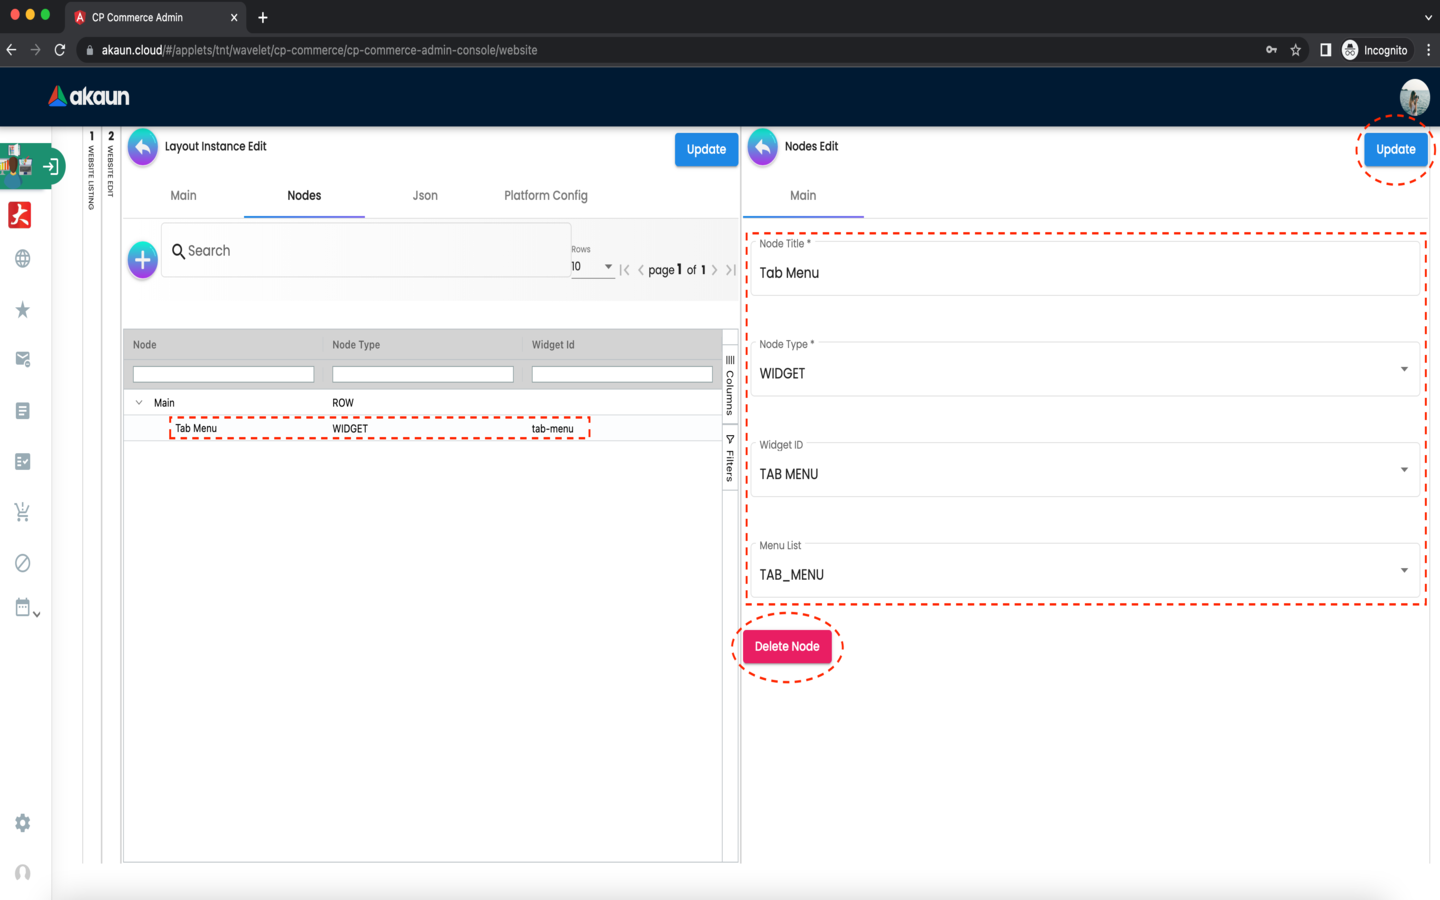 CP Commerce Admin
akaun.cloud/#/applets/tnt/wavelet/cp-commerce/cp-commerce-admin-console/website
Incognito
akaun
1 WEBSITE LISTING
2 WEBSITE EDIT
Layout Instance Edit
Update
Main
Nodes
Json
Platform Config
Search
Rows
10
page 1 of 1
Node
Node Type
Widget Id
Main
ROW
Tab Menu
WIDGET
tab-menu
Columns
Filters
Nodes Edit
Update
Main
Node Title *
Tab Menu
Node Type *
WIDGET
Widget ID
TAB MENU
Menu List
TAB_MENU
Delete Node